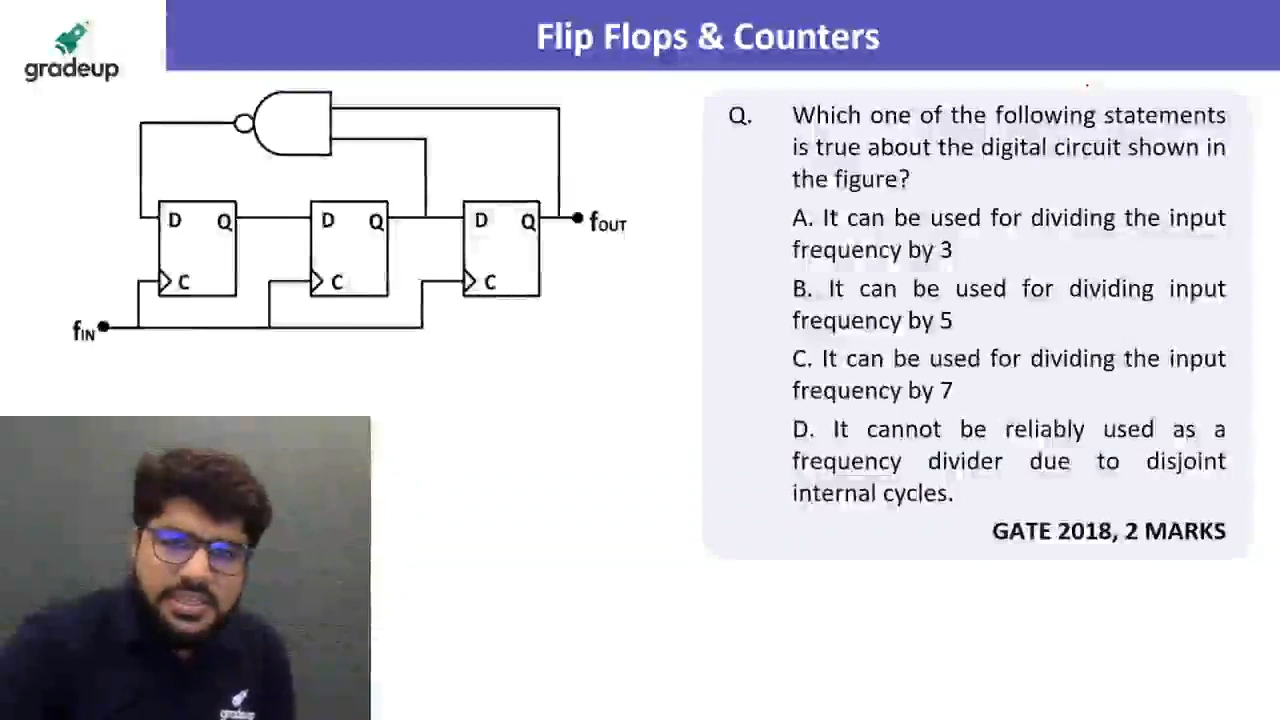 gradeup
Flip Flops & Counters
D Q
D Q
D Q
C
C
C
fOUT
fIN
Q. Which one of the following statements
is true about the digital circuit shown in
the figure?
A. It can be used for dividing the input
frequency by 3
B. It can be used for dividing input
frequency by 5
C. It can be used for dividing the input
frequency by 7
D. It cannot be reliably used as a
frequency divider due to disjoint
internal cycles.
GATE 2018, 2 MARKS
gradeup